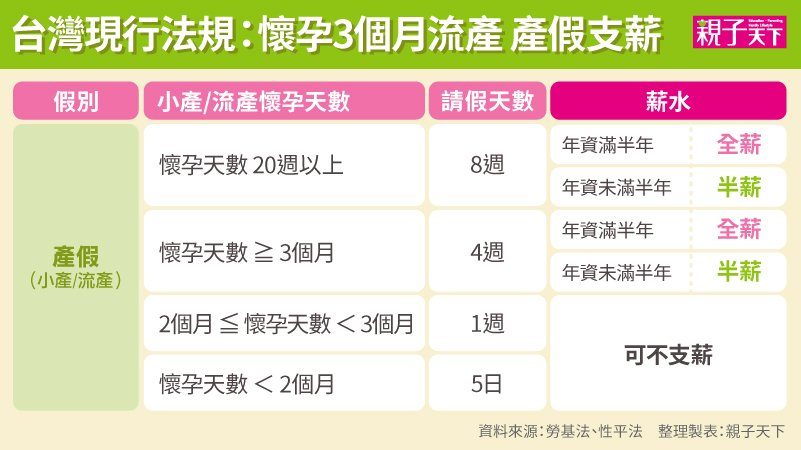 台灣現行法規：懷孕3個月流產 產假支薪
Education・Parenting
Family Lifestyle
親子天下
假別
小產/流產懷孕天數
請假天數
薪水
產假
（小產/流產）
懷孕天數 20週以上
8週
年資滿半年
全薪
年資未滿半年
半薪
懷孕天數 ≧ 3個月
4週
年資滿半年
全薪
年資未滿半年
半薪
2個月 ≦ 懷孕天數 ＜ 3個月
1週
懷孕天數 ＜ 2個月
5日
可不支薪
資料來源：勞基法、性平法　整理製表：親子天下